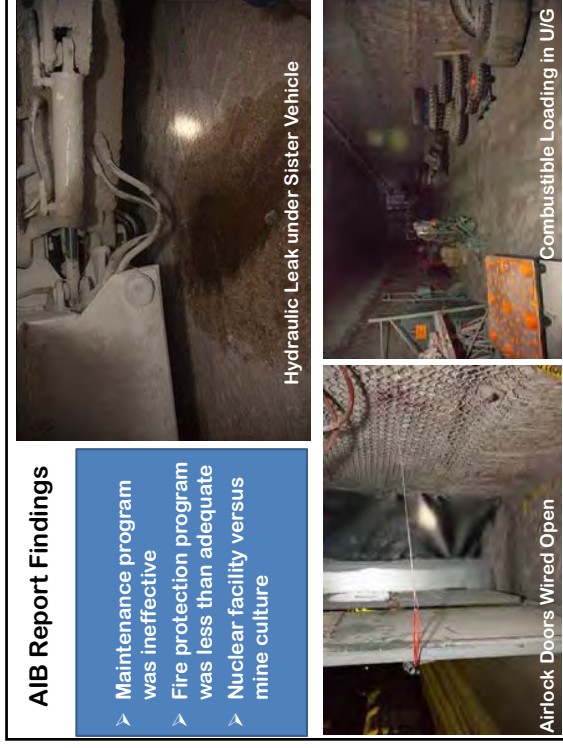 AIB Report Findings
➢ Maintenance program
was ineffective
➢ Fire protection program
was less than adequate
➢ Nuclear facility versus
mine culture
Hydraulic Leak under Sister Vehicle
Airlock Doors Wired Open
Combustible Loading in U/G